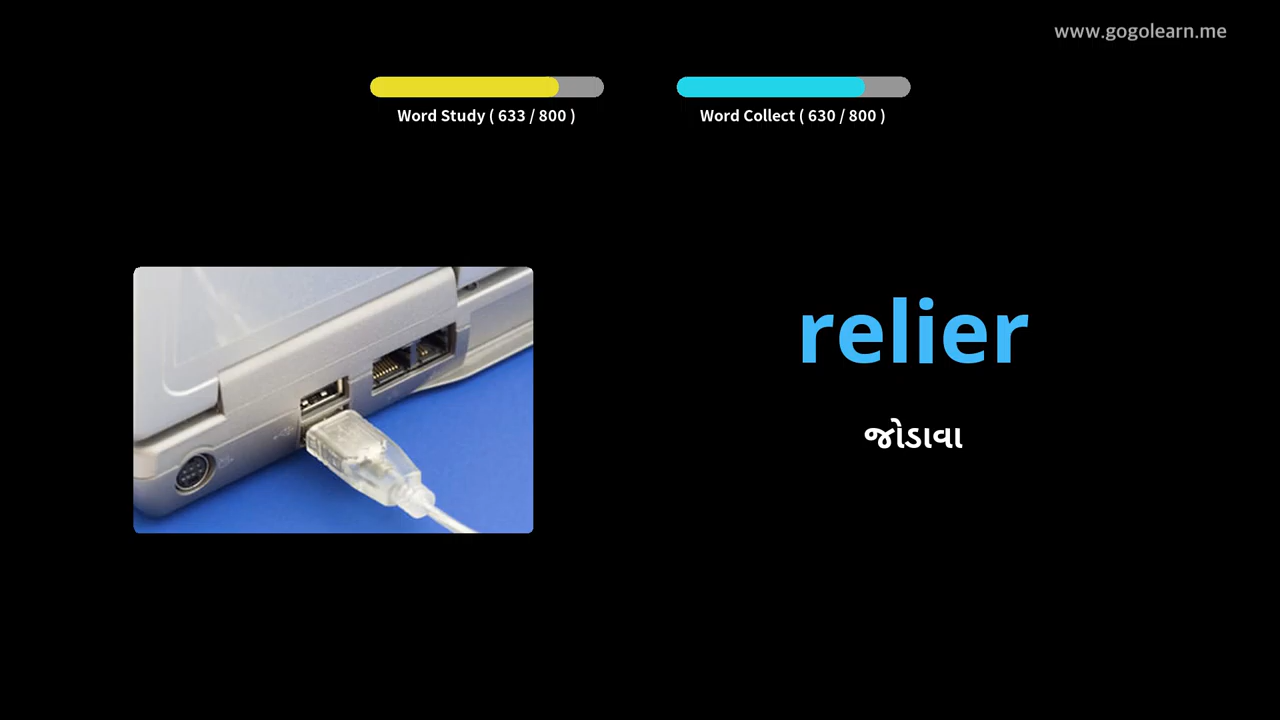 www.gogolearn.me
Word Study ( 633 / 800 )
Word Collect ( 630 / 800 )
relier
જોડાવા